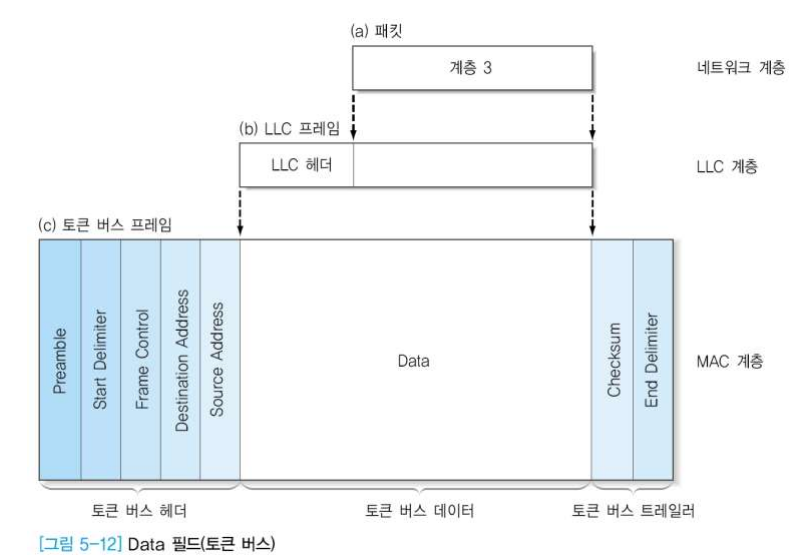 (a) 패킷
계층 3
네트워크 계층
(b) LLC 프레임
LLC 헤더
LLC 계층
(c) 토큰 버스 프레임
Preamble
Start Delimiter
Frame Control
Destination Address
Source Address
Data
Checksum
End Delimiter
MAC 계층
토큰 버스 헤더
토큰 버스 데이터
토큰 버스 트레일러
[그림 5-12] Data 필드(토큰 버스)